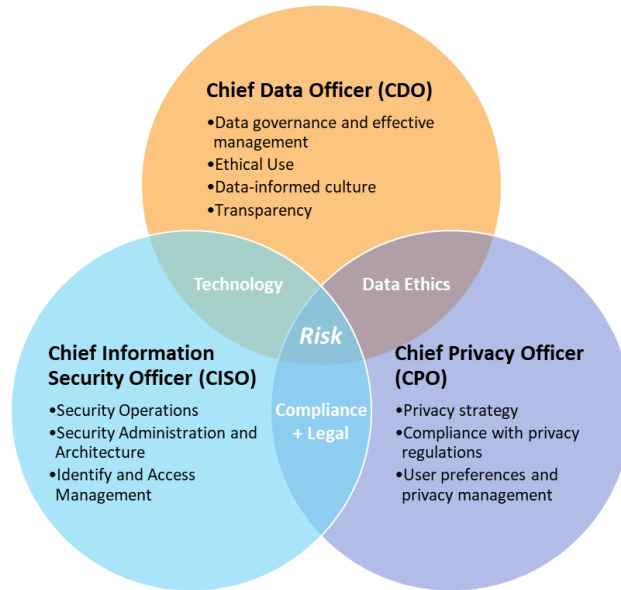 Chief Data Officer (CDO)
•Data governance and effective
management
•Ethical Use
•Data-informed culture
•Transparency
Technology
Data Ethics
Risk
Chief Information
Security Officer (CISO)
•Security Operations
•Security Administration and
Architecture
•Identify and Access
Management
Compliance
+ Legal
Chief Privacy Officer
(CPO)
•Privacy strategy
•Compliance with privacy
regulations
•User preferences and
privacy management